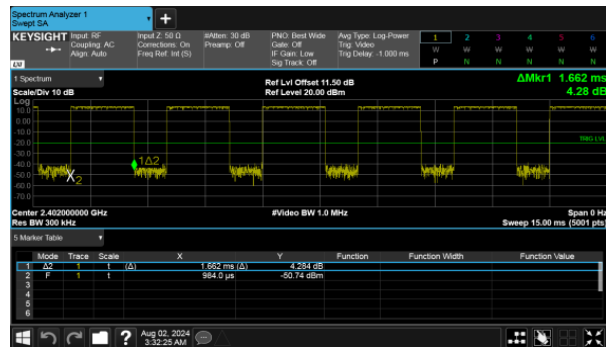 Spectrum Analyzer 1
Swept SA
+
KEYSIGHT Input: RF Input Z: 50 Ω #Atten: 30 dB PNO: Best Wide Avg Type: Log-Power 1 2 3 4 5 6
Coupling: AC Corrections: On Preamp: Off Gate: Off Trig: Video W W W W W W
Align: Auto Freq Ref: Int (S) IF Gain: Low Trig Delay: -1.000 ms P N N N N N
LXI Sig Track: Off
1 Spectrum Ref Lvl Offset 11.50 dB ΔMkr1 1.662 ms
Scale/Div 10 dB Ref Level 20.00 dBm 4.28 dB
Log
10.0
0.00
-10.0
-20.0 TRIG LVL
-30.0
-40.0 1Δ2
-50.0 X2
-60.0
-70.0
Center 2.402000000 GHz #Video BW 1.0 MHz Span 0 Hz
Res BW 300 kHz Sweep 15.00 ms (5001 pts)
5 Marker Table
Mode Trace Scale X Y Function Function Width Function Value
1 Δ2 1 t (Δ) 1.662 ms (Δ) 4.284 dB
2 F 1 t 984.0 µs -50.74 dBm
3
4
5
6
? Aug 02, 2024
3:32:25 AM